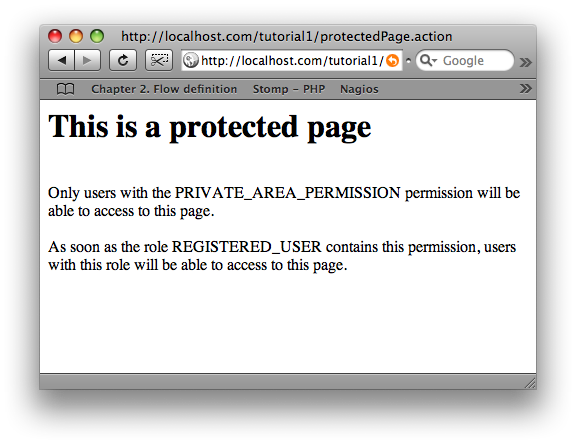 http://localhost.com/tutorial1/protectedPage.action
http://localhost.com/tutorial1/
Google
Chapter 2. Flow definition Stomp – PHP Nagios
This is a protected page
Only users with the PRIVATE_AREA_PERMISSION permission will be
able to access to this page.
As soon as the role REGISTERED_USER contains this permission, users
with this role will be able to access to this page.